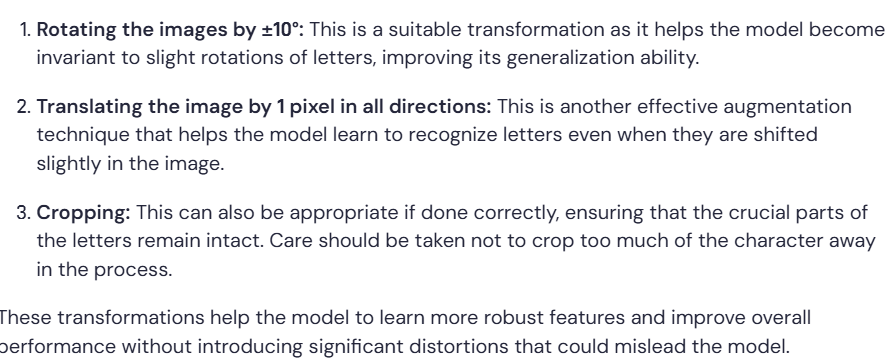 1. Rotating the images by ±10°: This is a suitable transformation as it helps the model become
invariant to slight rotations of letters, improving its generalization ability.
2. Translating the image by 1 pixel in all directions: This is another effective augmentation
technique that helps the model learn to recognize letters even when they are shifted
slightly in the image.
3. Cropping: This can also be appropriate if done correctly, ensuring that the crucial parts of
the letters remain intact. Care should be taken not to crop too much of the character away
in the process.
These transformations help the model to learn more robust features and improve overall
performance without introducing significant distortions that could mislead the model.